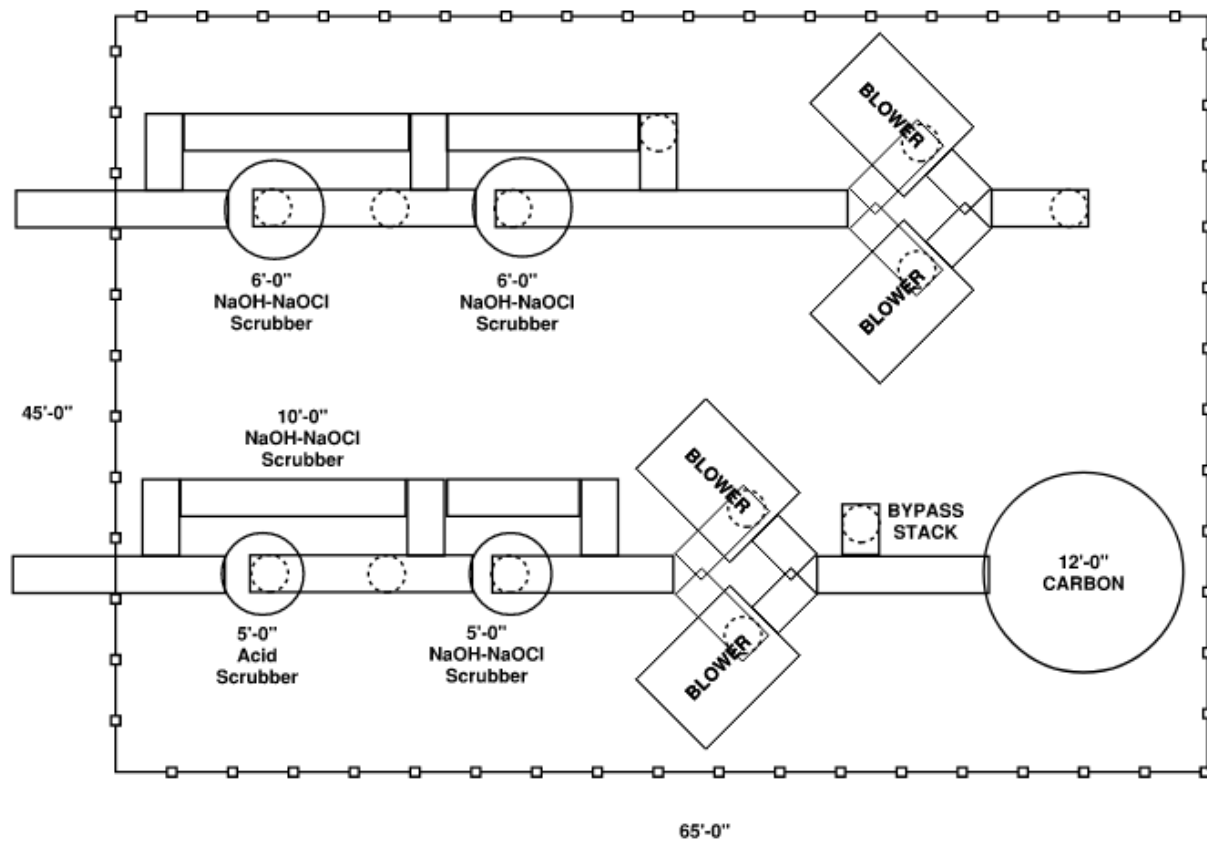 BLOWER
6'-0"
NaOH-NaOCl
Scrubber
6'-0"
NaOH-NaOCl
Scrubber
BLOWER
45'-0"
10'-0"
NaOH-NaOCl
Scrubber
BLOWER
BYPASS
STACK
12'-0"
CARBON
5'-0"
Acid
Scrubber
5'-0"
NaOH-NaOCl
Scrubber
BLOWER
65'-0"